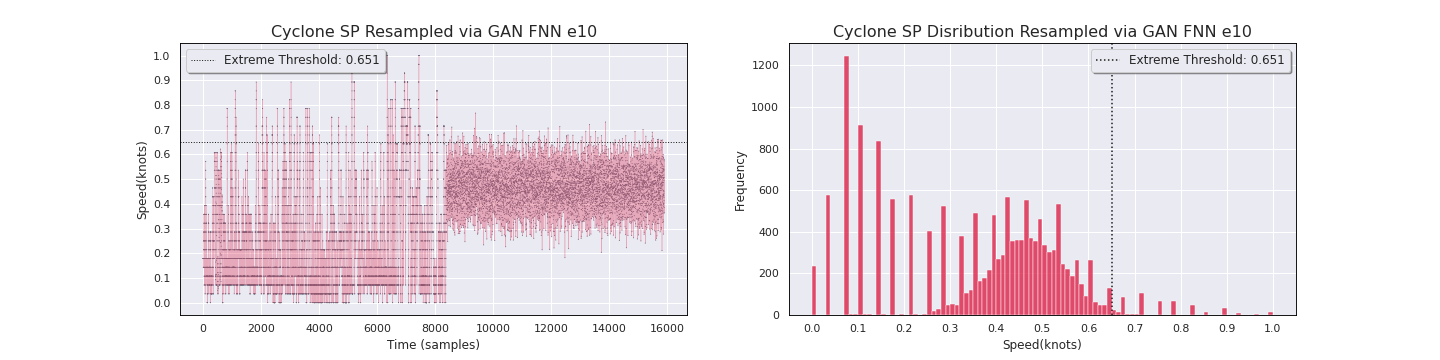 Cyclone SP Resampled via GAN FNN e10
Extreme Threshold: 0.651
1.0
0.9
0.8
0.7
0.6
0.5
0.4
0.3
0.2
0.1
0.0
Speed(knots)
0 2000 4000 6000 8000 10000 12000 14000 16000
Time (samples)
Cyclone SP Disribution Resampled via GAN FNN e10
Extreme Threshold: 0.651
1200
1000
800
600
400
200
0
Frequency
0.0 0.1 0.2 0.3 0.4 0.5 0.6 0.7 0.8 0.9 1.0
Speed(knots)